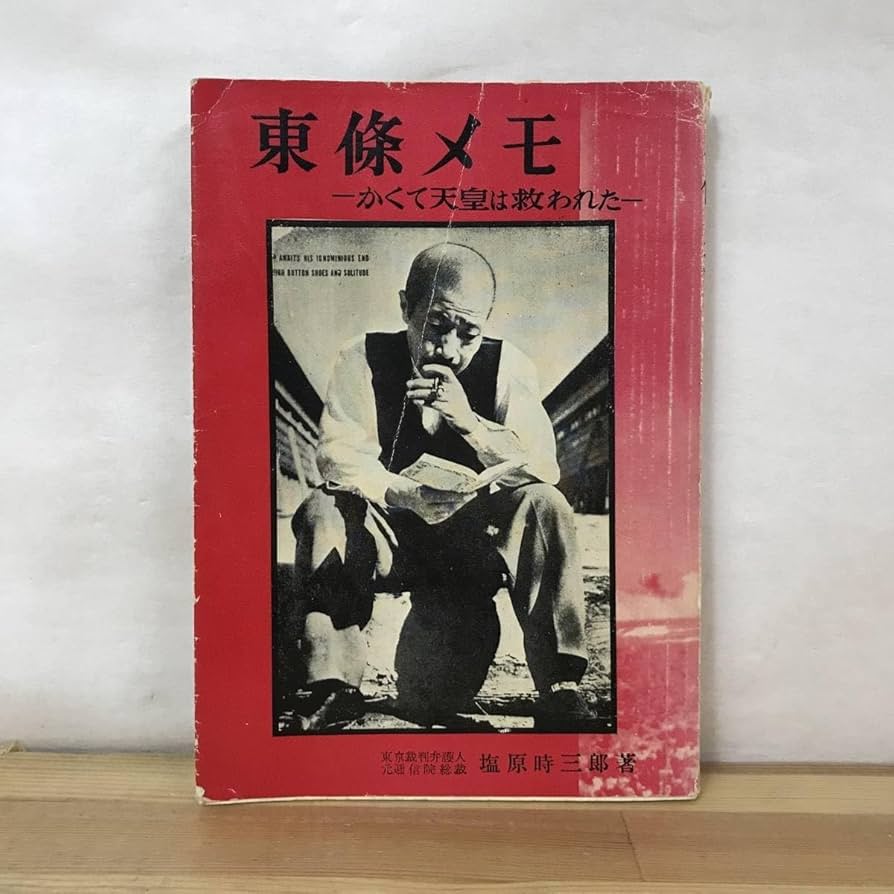 東條メモ
―かくて天皇は救われた―
AWAITS HIS IGNOMINIOUS END
HIGH BUTTON SHOES AND SOLITUDE
東京裁判弁護人
元逓信院総裁
塩原時三郎著